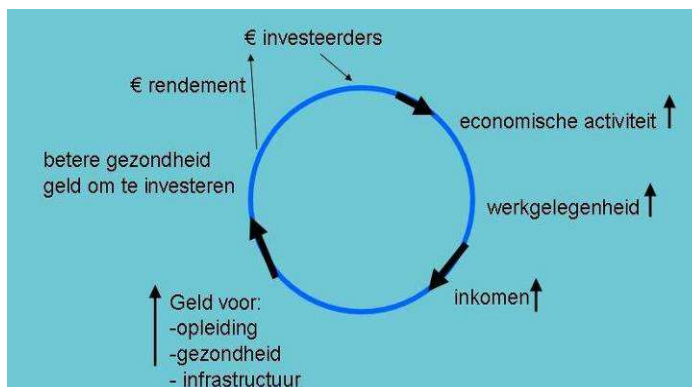 € investeerders
€ rendement
economische activiteit
betere gezondheid
geld om te investeren
werkgelegenheid
inkomen
Geld voor:
-opleiding
-gezondheid
- infrastructuur